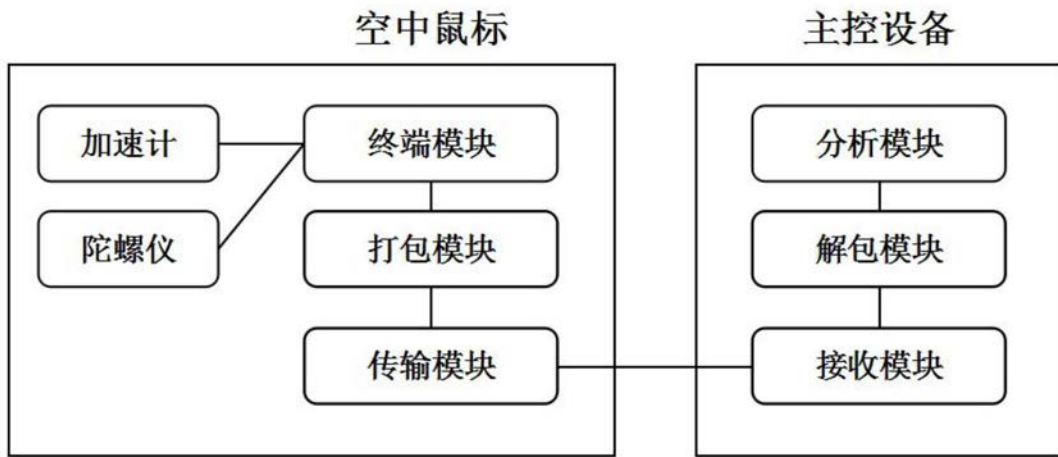 空中鼠标
主控设备
加速计
终端模块
分析模块
陀螺仪
打包模块
解包模块
传输模块
接收模块